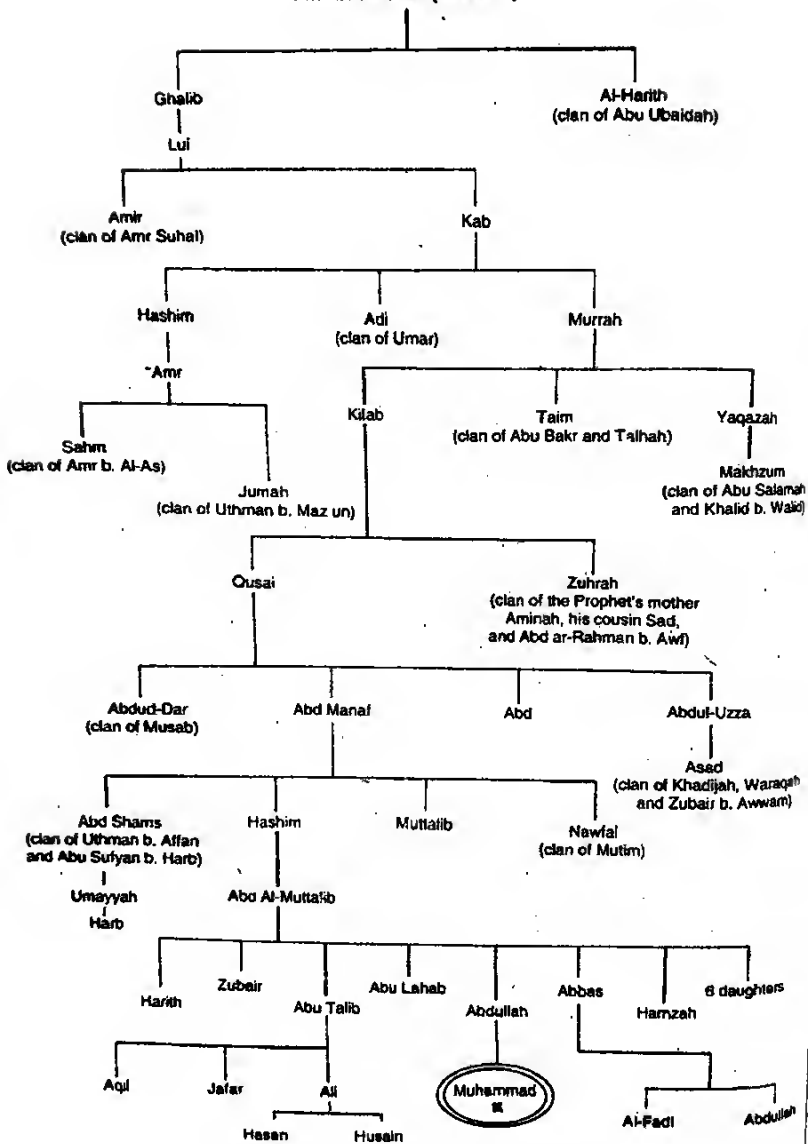 Ghalib
Al-Harith
(clan of Abu Ubaidah)
Lui
Amir
(clan of Amr Suhal)
Kab
Hashim
Adi
(clan of Umar)
Murrah
Amr
Kilab
Taim
(clan of Abu Bakr and Talhah)
Yaqazah
Sahm
(clan of Amr b. Al-As)
Makhzum
(clan of Abu Salamah
and Khalid b. Walid)
Jumah
(clan of Uthman b. Maz un)
Qusai
Zuhrah
(clan of the Prophet's mother
Aminah, his cousin Sad,
and Abd ar-Rahman b. Awf)
Abdud-Dar
(clan of Musab)
Abd Manaf
Abd
Abdul-Uzza
Asad
(clan of Khadijah, Waraqah
and Zubair b. Awwam)
Abd Shams
(clan of Uthman b. Affan
and Abu Sufyan b. Harb)
Hashim
Muttalib
Nawfal
(clan of Mutim)
Umayyah
Harb
Abd Al-Muttalib
Harith
Zubair
Abu Talib
Abu Lahab
Abdullah
Abbas
Hamzah
6 daughters
Aqil
Jafar
Ali
Muhammad
Al-Fadl
Abdullah
Hasan
Husain